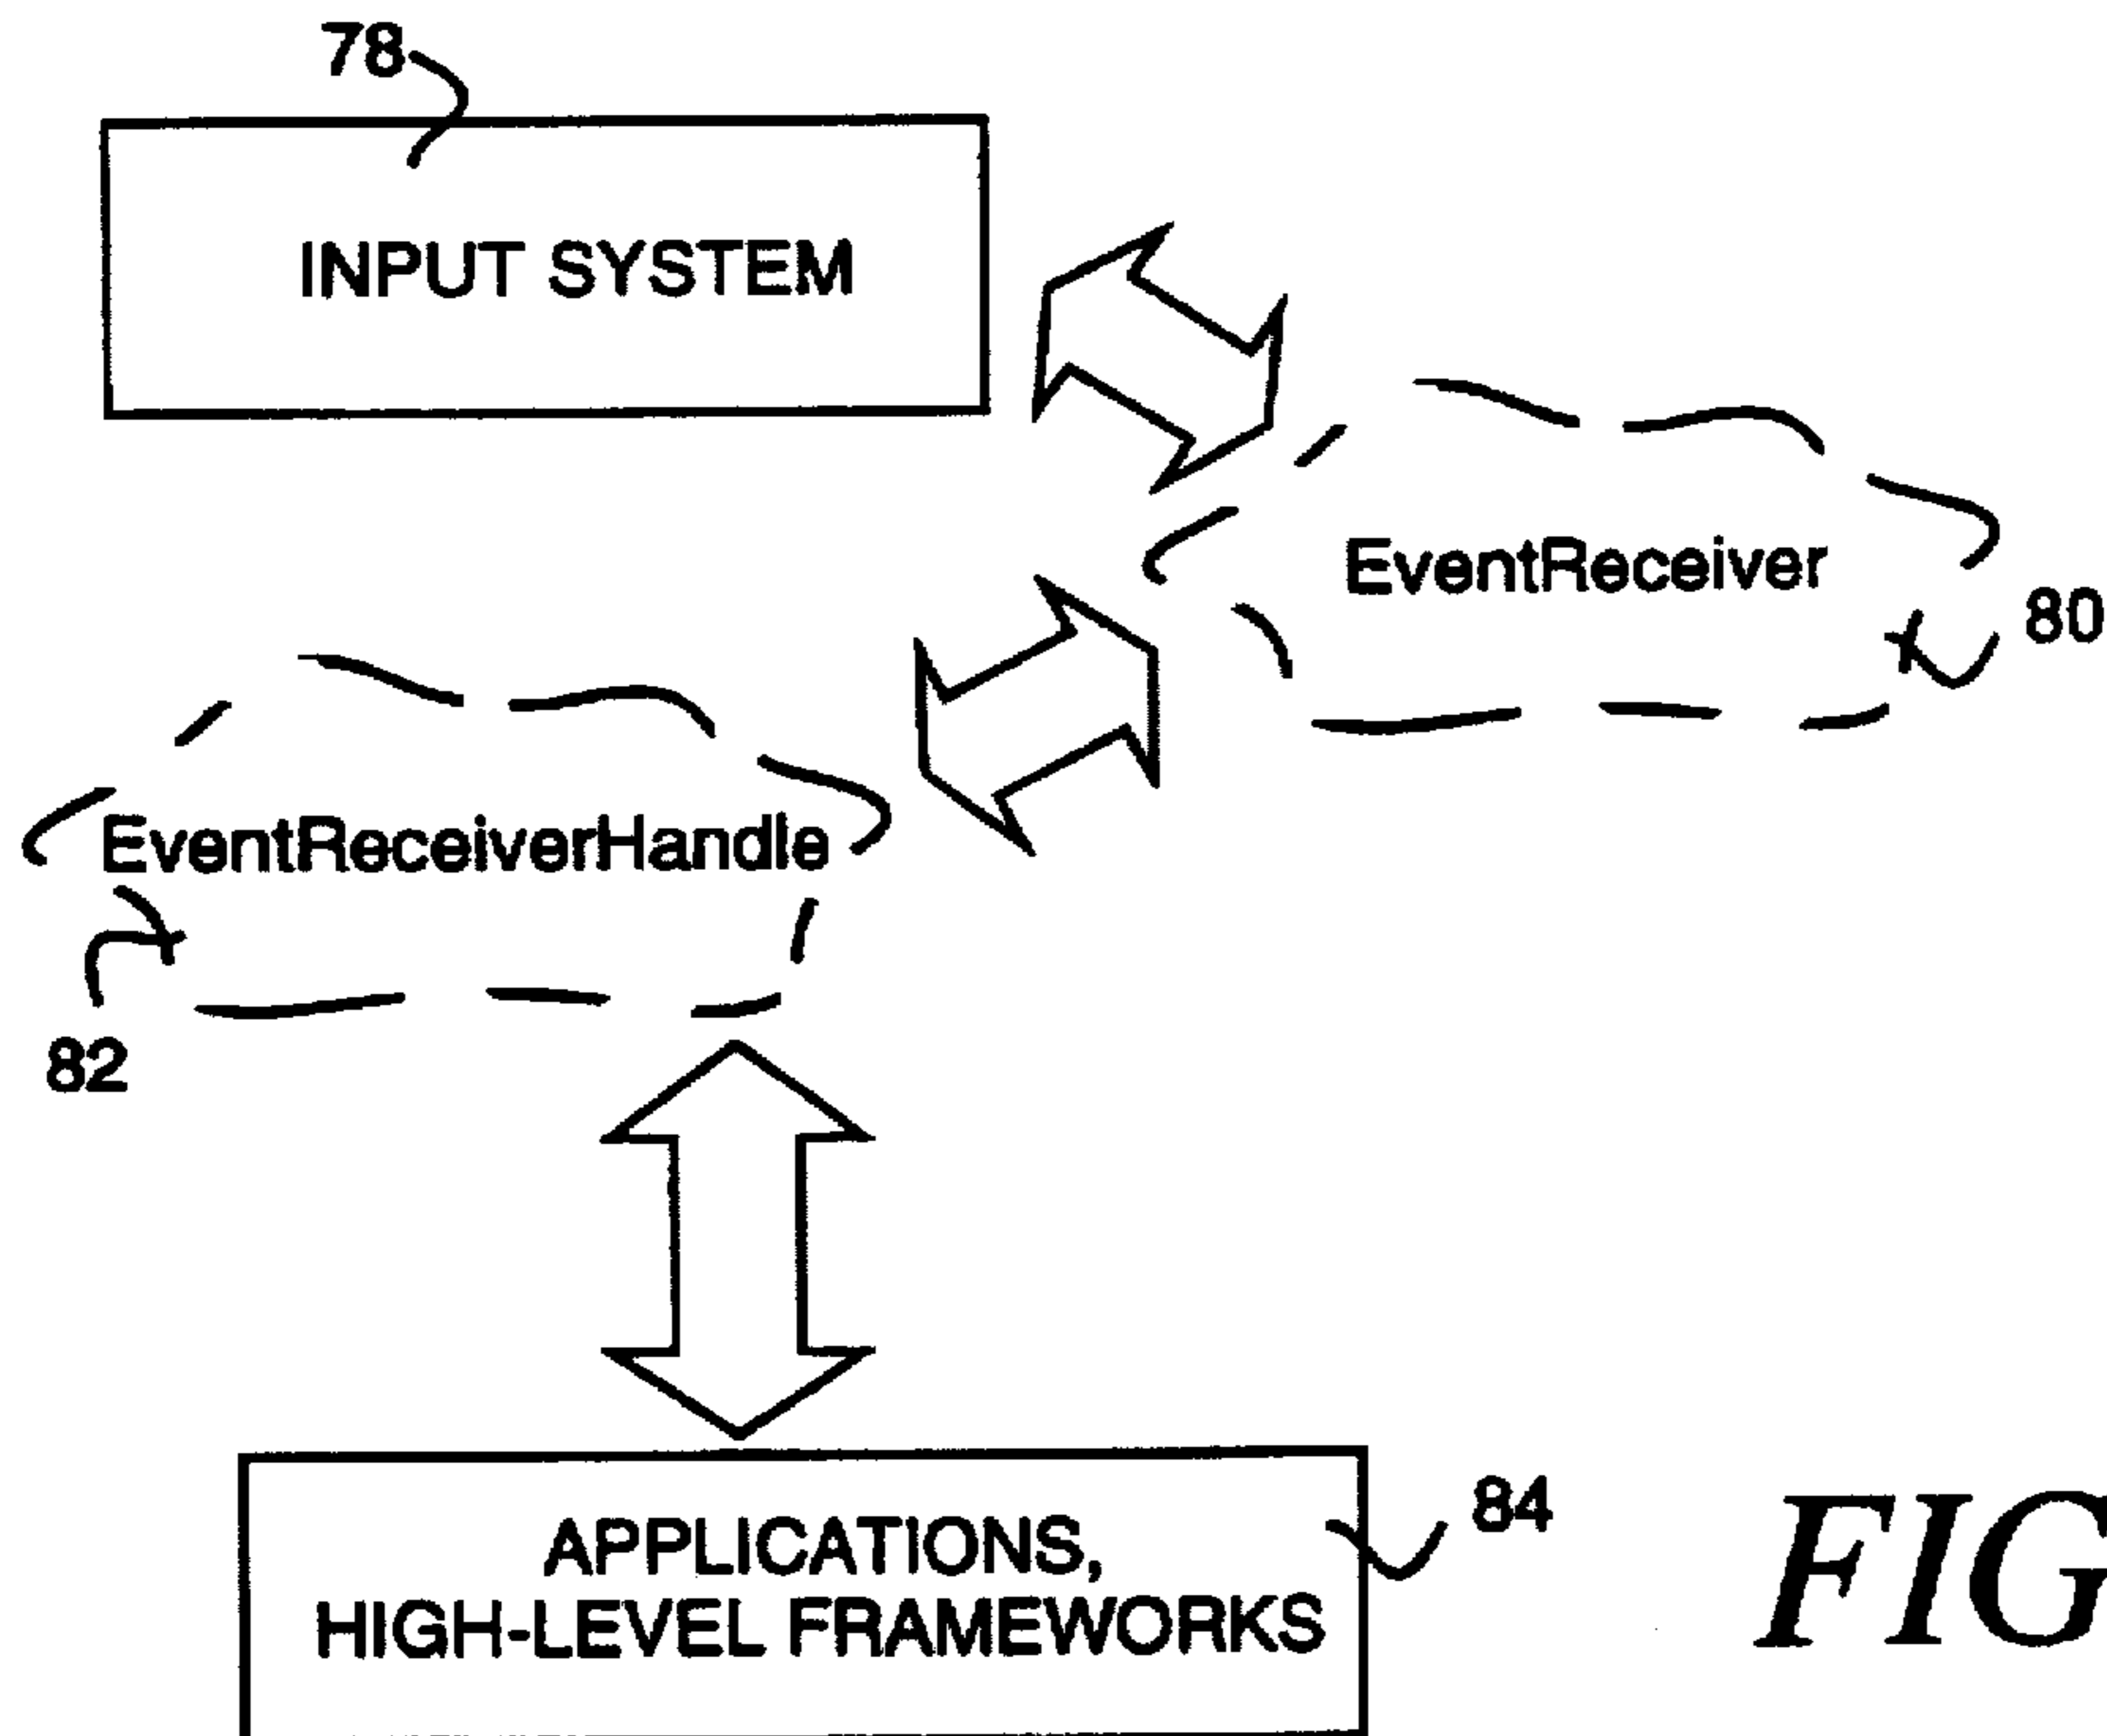 78
INPUT SYSTEM
EventReceiver
80
EventReceiverHandle
82
84
APPLICATIONS,
HIGH-LEVEL FRAMEWORKS
FIG